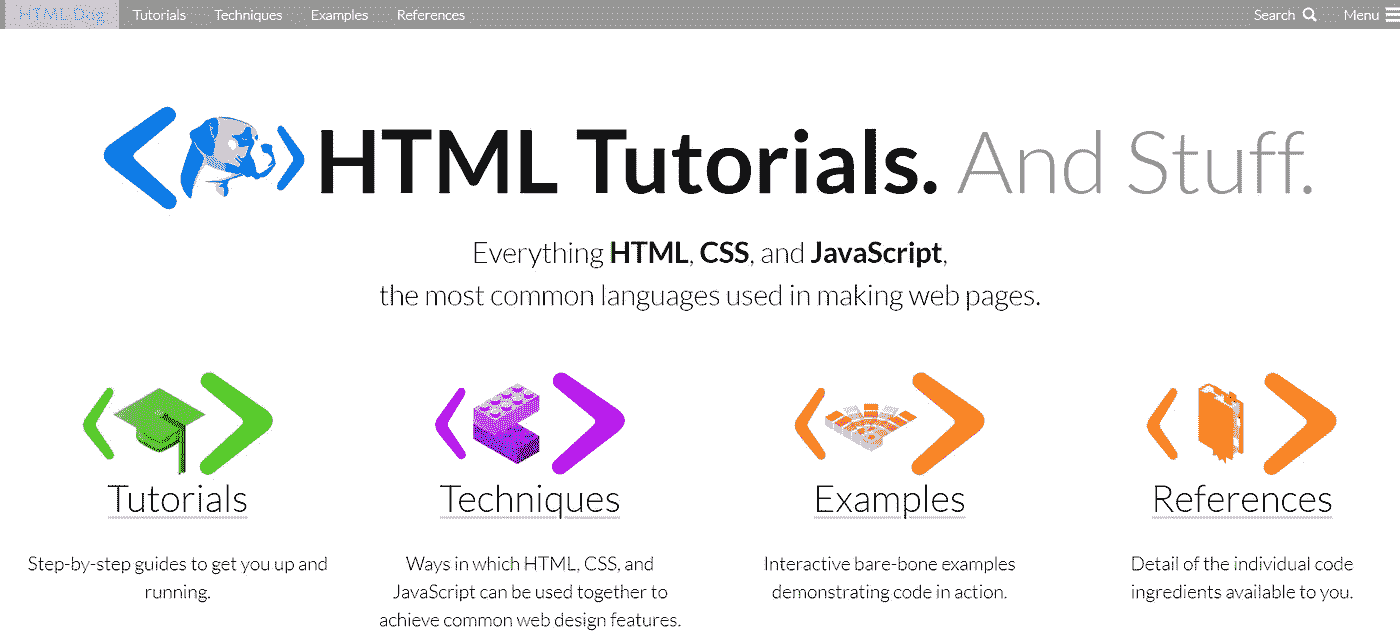 HTML Dog Tutorials Techniques Examples References Search Menu
HTML Tutorials. And Stuff.
Everything HTML, CSS, and JavaScript,
the most common languages used in making web pages.
Tutorials Techniques Examples References
Step-by-step guides to get you up and
running.
Ways in which HTML, CSS, and
JavaScript can be used together to
achieve common web design features.
Interactive bare-bone examples
demonstrating code in action.
Detail of the individual code
ingredients available to you.